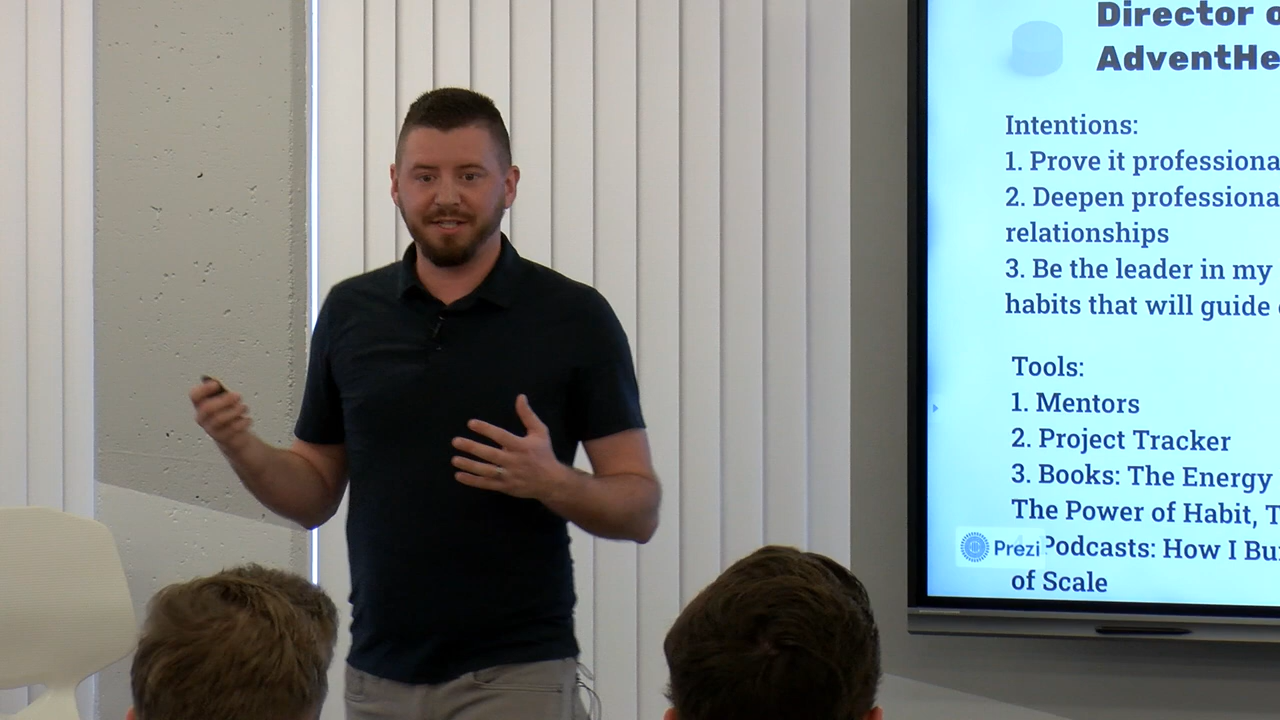 Director o
AdventHe
Intentions:
1. Prove it professiona
2. Deepen professiona
relationships
3. Be the leader in my
habits that will guide
Tools:
1. Mentors
2. Project Tracker
3. Books: The Energy
The Power of Habit, T
Prezi Podcasts: How I Bu
of Scale